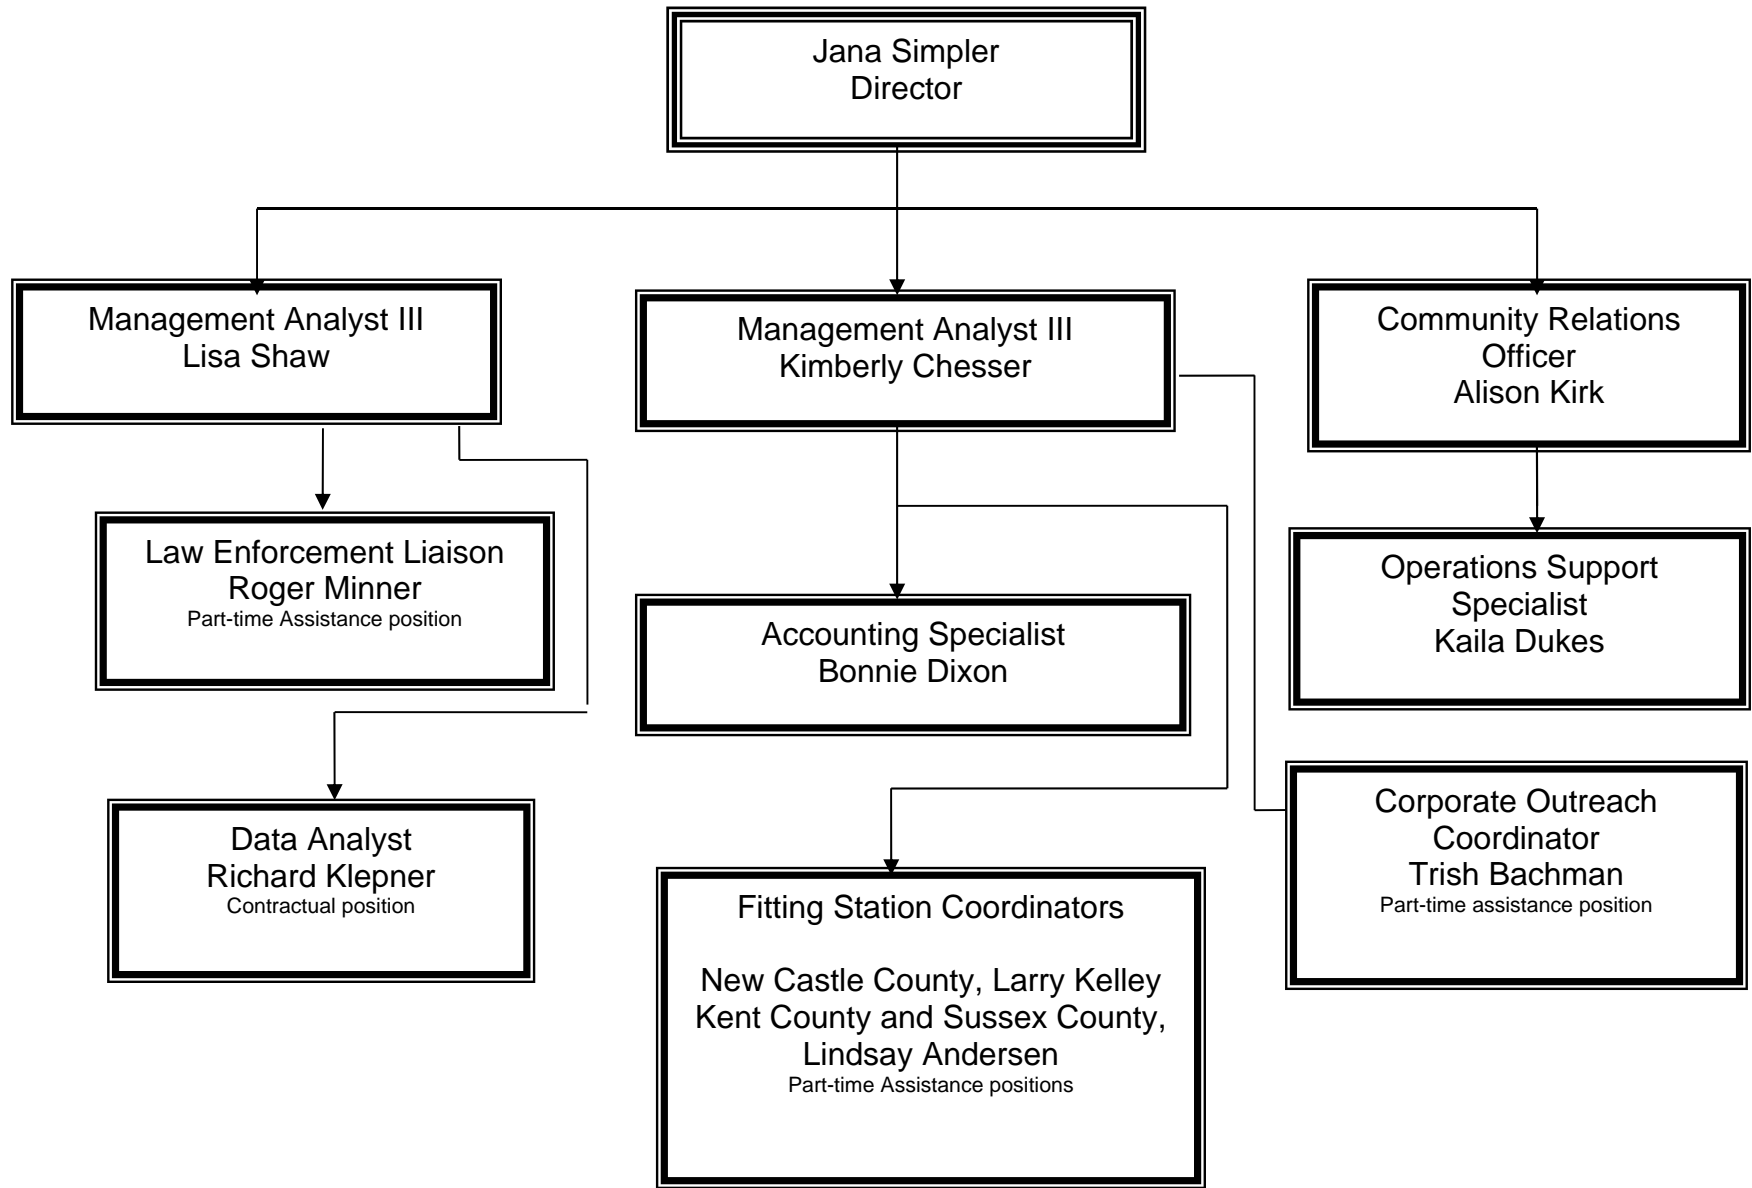 Jana Simpler
Director
Management Analyst III
Lisa Shaw
Management Analyst III
Kimberly Chesser
Community Relations
Officer
Alison Kirk
Law Enforcement Liaison
Roger Minner
Part-time Assistance position
Accounting Specialist
Bonnie Dixon
Operations Support
Specialist
Kaila Dukes
Data Analyst
Richard Klepner
Contractual position
Fitting Station Coordinators
New Castle County, Larry Kelley
Kent County and Sussex County,
Lindsay Andersen
Part-time Assistance positions
Corporate Outreach
Coordinator
Trish Bachman
Part-time assistance position